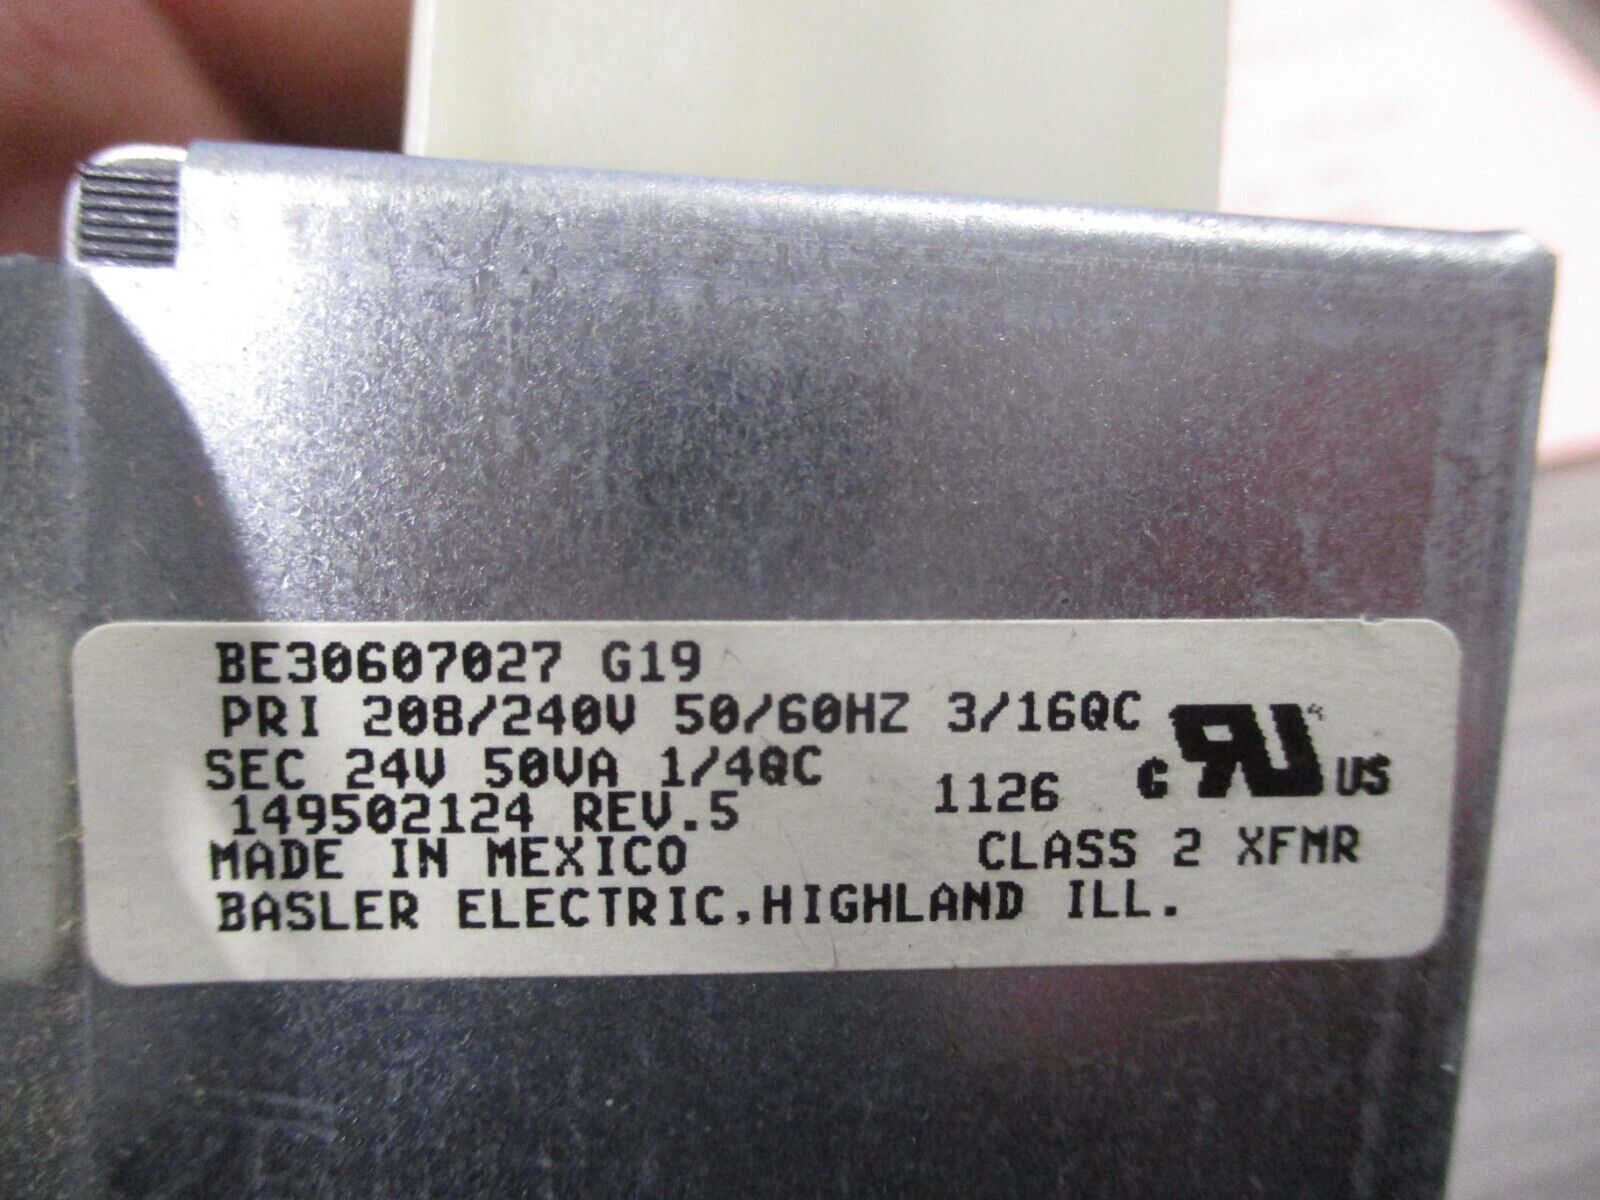 BE30607027 G19
PRI 208/240V 50/60HZ 3/16QC
SEC 24V 50VA 1/4QC
149502124 REV.5
1126
G RU US
MADE IN MEXICO
CLASS 2 XFMR
BASLER ELECTRIC,HIGHLAND ILL.